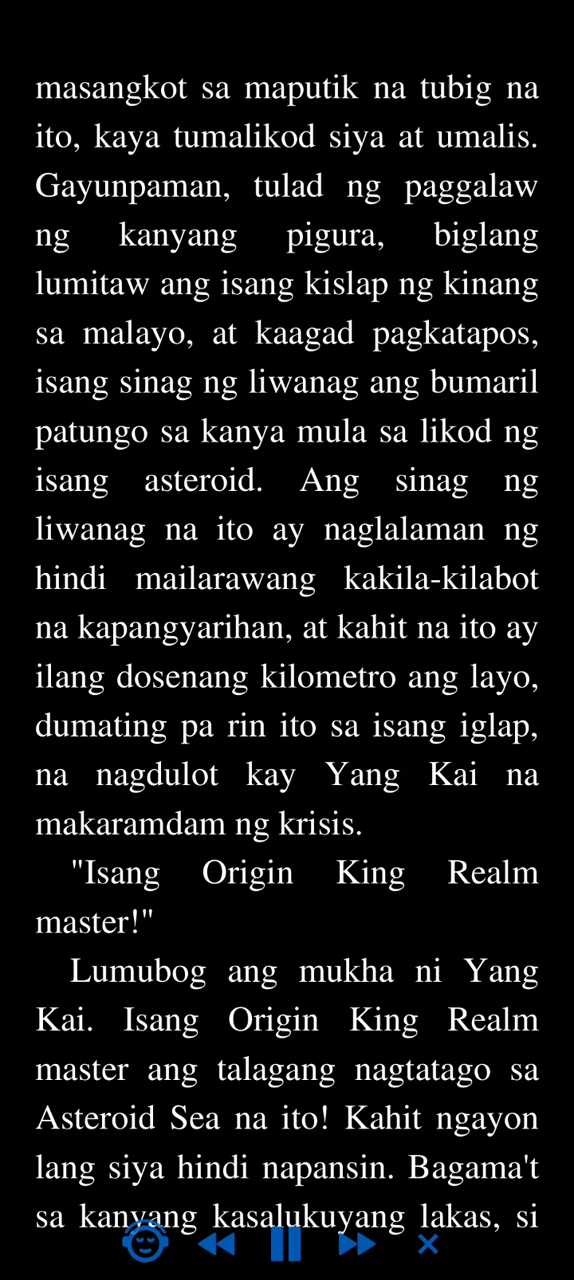 masangkot sa maputik na tubig na
ito, kaya tumalikod siya at umalis.
Gayunpaman, tulad ng paggalaw
ng kanyang pigura, biglang
lumitaw ang isang kislap ng kinang
sa malayo, at kaagad pagkatapos,
isang sinag ng liwanag ang bumaril
patungo sa kanya mula sa likod ng
isang asteroid. Ang sinag ng
liwanag na ito ay naglalaman ng
hindi mailarawang kakila-kilabot
na kapangyarihan, at kahit na ito ay
ilang dosenang kilometro ang layo,
dumating pa rin ito sa isang iglap,
na nagdulot kay Yang Kai na
makaramdam ng krisis.
"Isang Origin King Realm
master!"
Lumubog ang mukha ni Yang
Kai. Isang Origin King Realm
master ang talagang nagtatago sa
Asteroid Sea na ito! Kahit ngayon
lang siya hindi napansin. Bagama't
sa kanyang kasalukuyang lakas, si